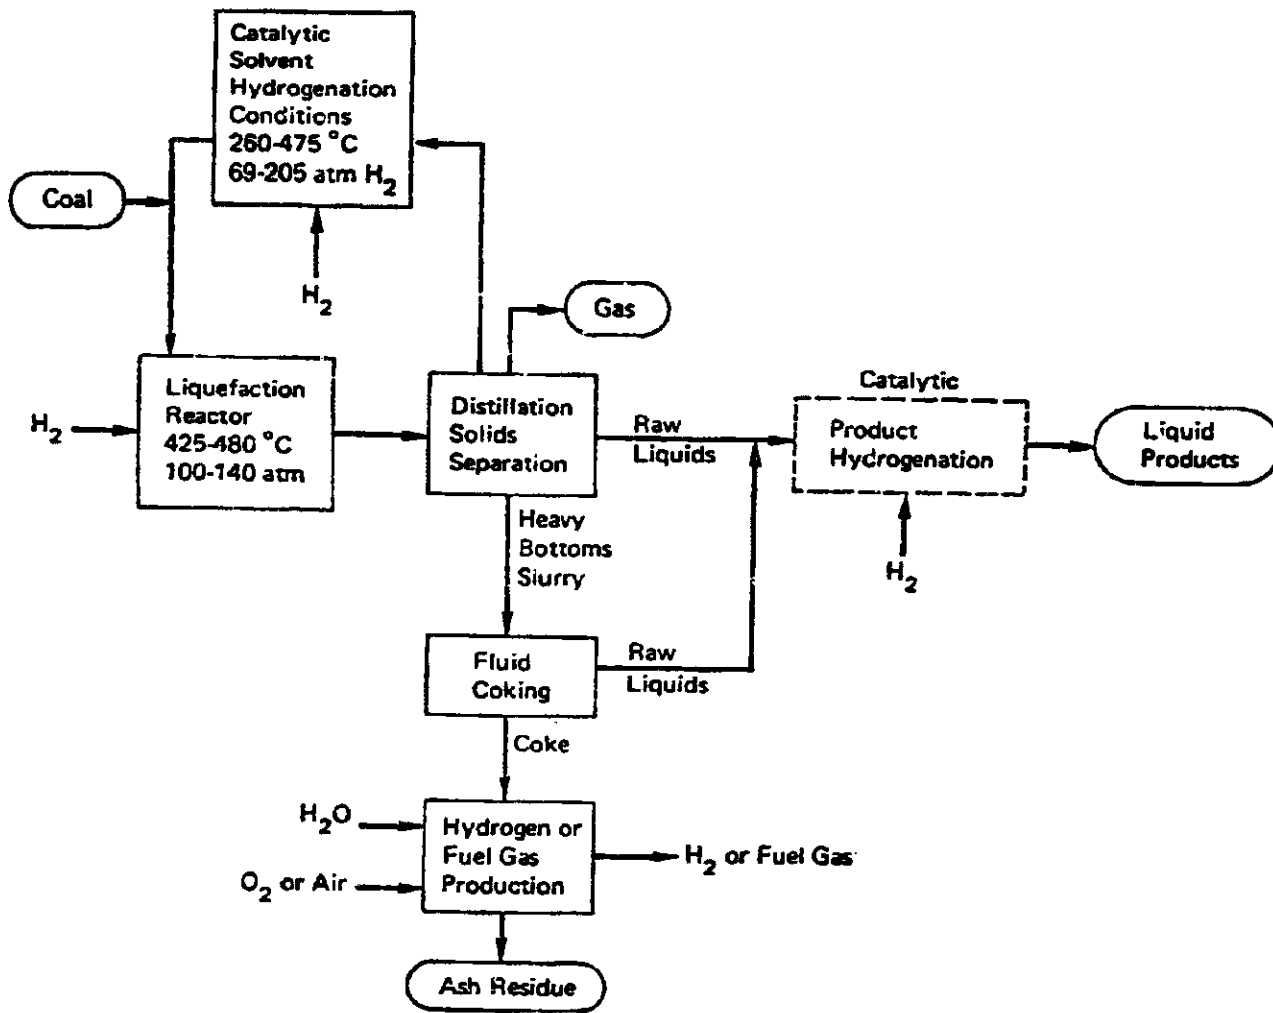 Catalytic
Solvent
Hydrogenation
Conditions
260-475 °C
69-205 atm H2
Coal
H2
Gas
Liquefaction
Reactor
425-480 °C
100-140 atm
H2
Distillation
Solids
Separation
Raw
Liquids
Catalytic
Product
Hydrogenation
Liquid
Products
H2
Heavy
Bottoms
Slurry
Fluid
Coking
Raw
Liquids
Coke
H2O
O2 or Air
Hydrogen or
Fuel Gas
Production
H2 or Fuel Gas
Ash Residue